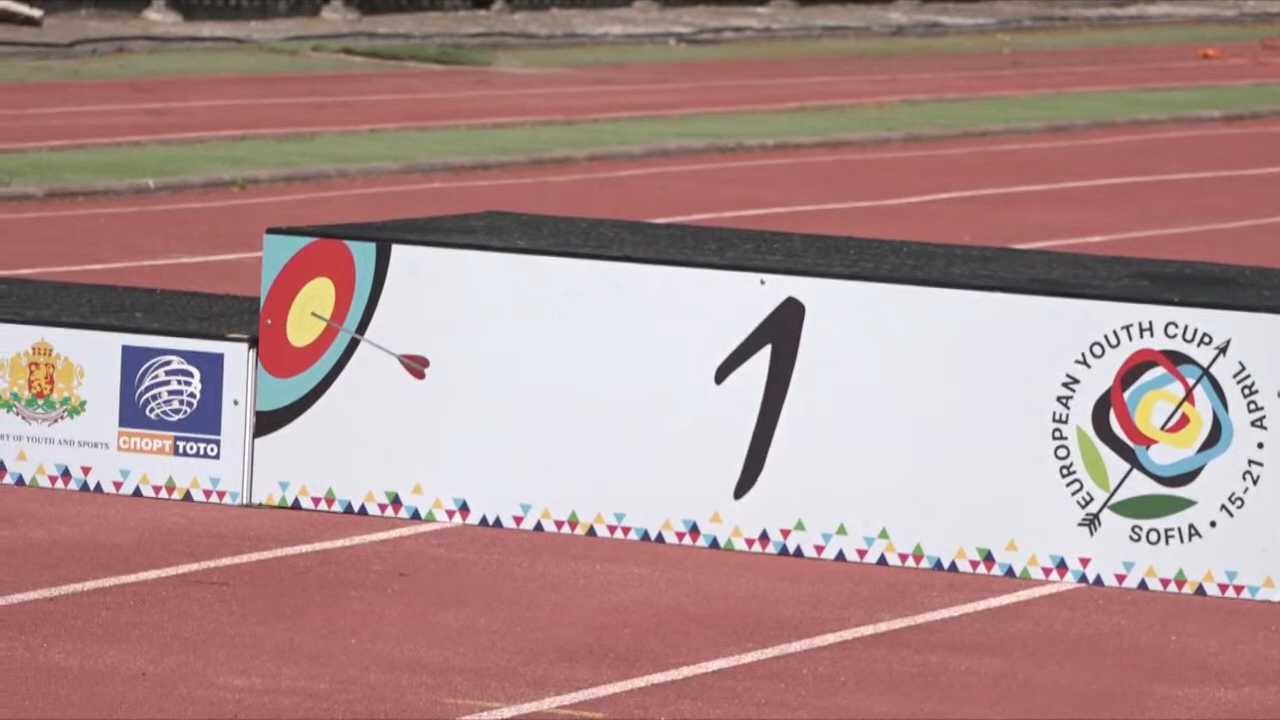 RY OF YOUTH AND SPORTS
СПОРТ ТОТО
1
EUROPEAN YOUTH CUP
SOFIA • 15-21 • APRIL •